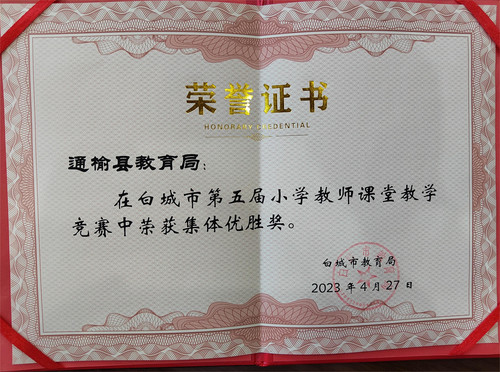 荣誉证书
HONORARY CREDENTIAL
通榆县教育局：
在白城市第五届小学教师课堂教学
竞赛中荣获集体优胜奖。
白城市教育局
2023 年 4 月 27 日